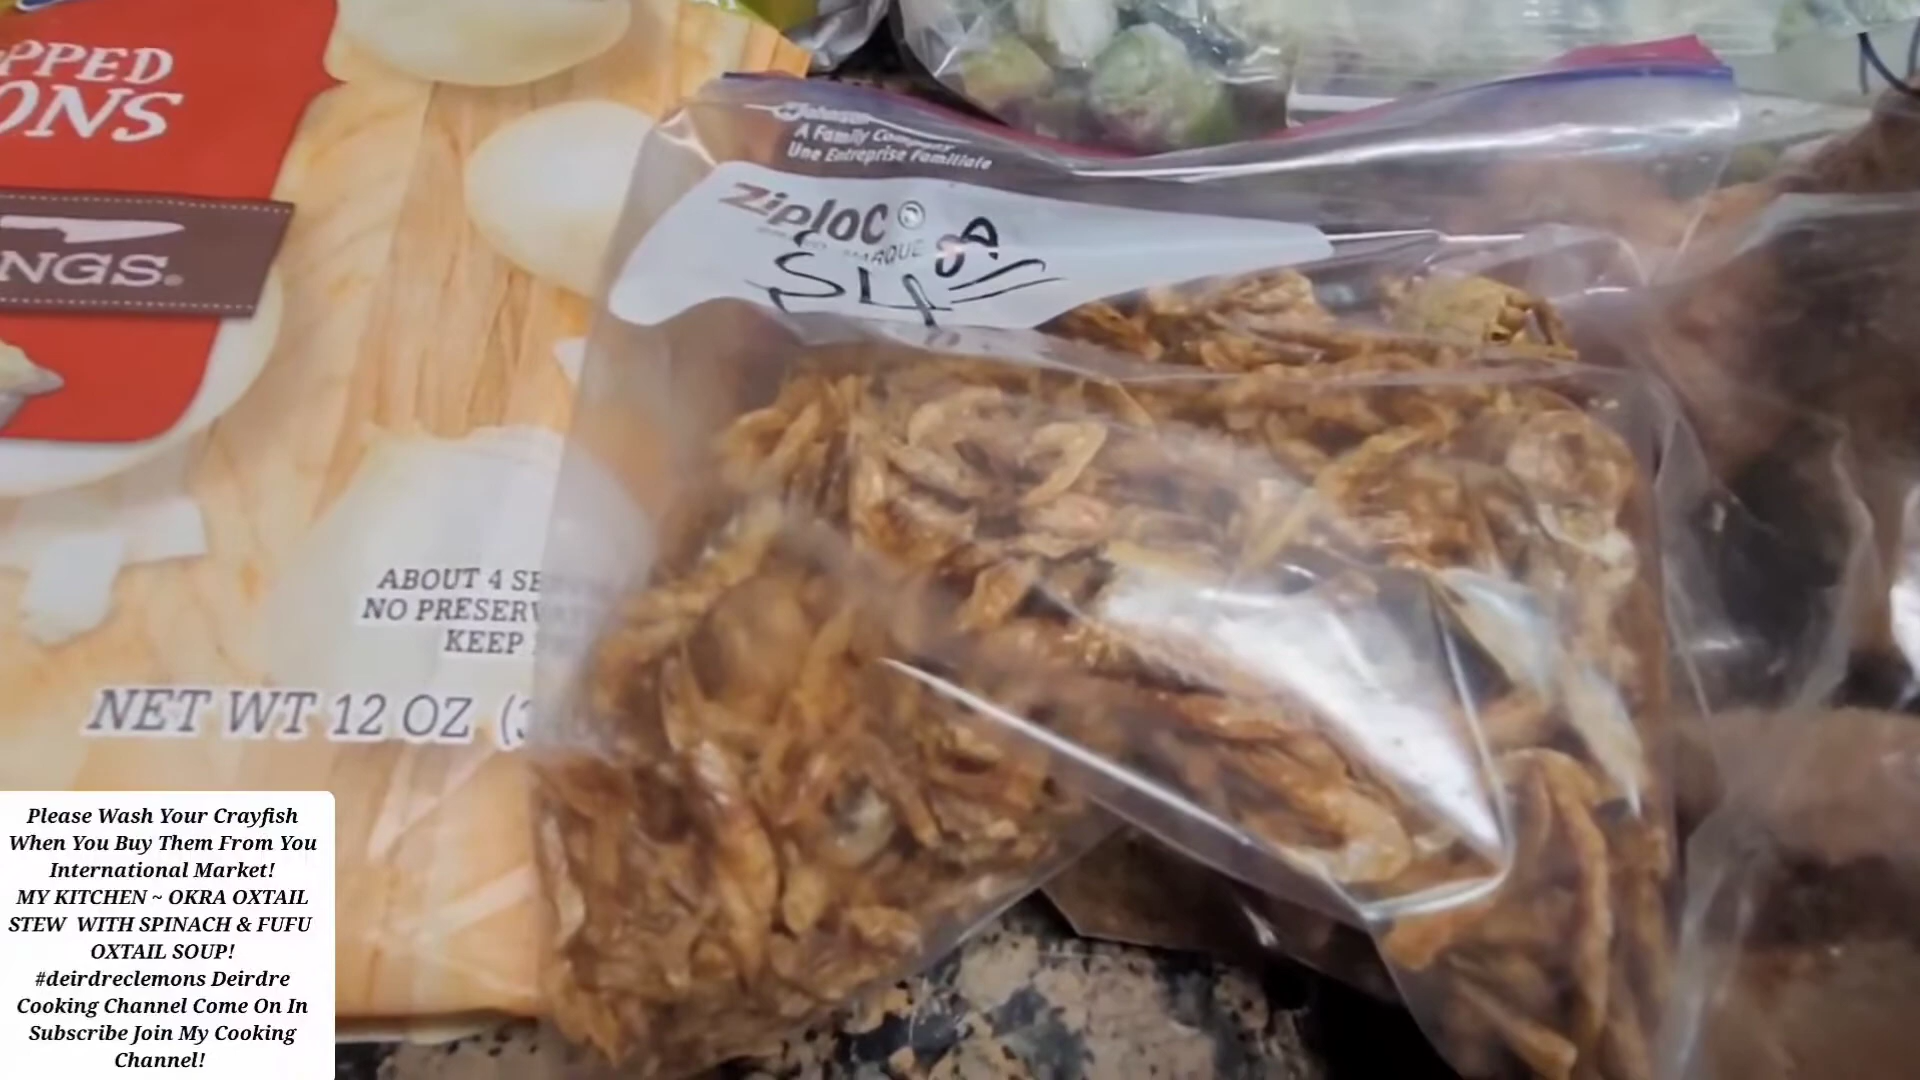 PPED
ONS
NGS®
ABOUT 4 SE
NO PRESERV
KEEP
NET WT 12 OZ (3
A Family Company
Une Entreprise Familiale
Ziploc®
Please Wash Your Crayfish
When You Buy Them From You
International Market!
MY KITCHEN ~ OKRA OXTAIL
STEW WITH SPINACH & FUFU
OXTAIL SOUP!
#deirdreclemons Deirdre
Cooking Channel Come On In
Subscribe Join My Cooking
Channel!